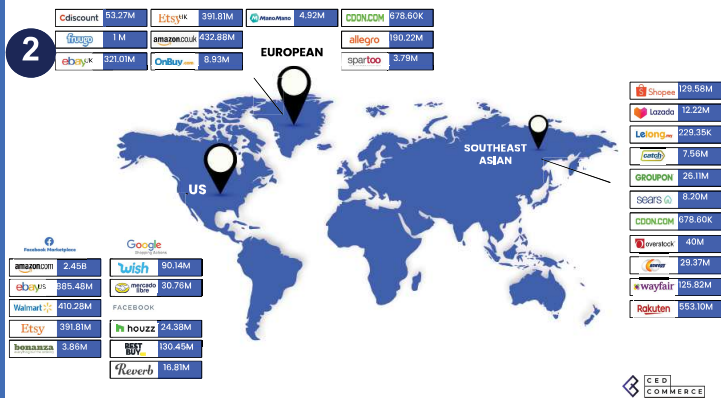 2
Cdiscount 53.27M
fruugo 1 M
ebay UK 321.01M
Etsy UK 391.81M
amazon.co.uk 432.88M
OnBuy.com 8.93M
ManoMano 4.92M
CDON.COM 678.60K
allegro 190.22M
spartoo 3.79M
EUROPEAN
US
SOUTHEAST
ASIAN
Shopee 129.58M
Lazada 12.22M
Lelong.my 229.35K
catch 7.56M
GROUPON 26.11M
sears 8.20M
CDON.COM 678.60K
overstock 40M
newegg 29.37M
wayfair 125.82M
Rakuten 553.10M
Facebook Marketplace
amazon.com 2.45B
ebay US 885.48M
Walmart 410.28M
Etsy 391.81M
bonanza 3.86M
Google
Shopping Actions
wish 90.14M
mercado
libre 30.76M
FACEBOOK
houzz 24.38M
BEST
BUY 130.45M
Reverb 16.81M
CED
COMMERCE